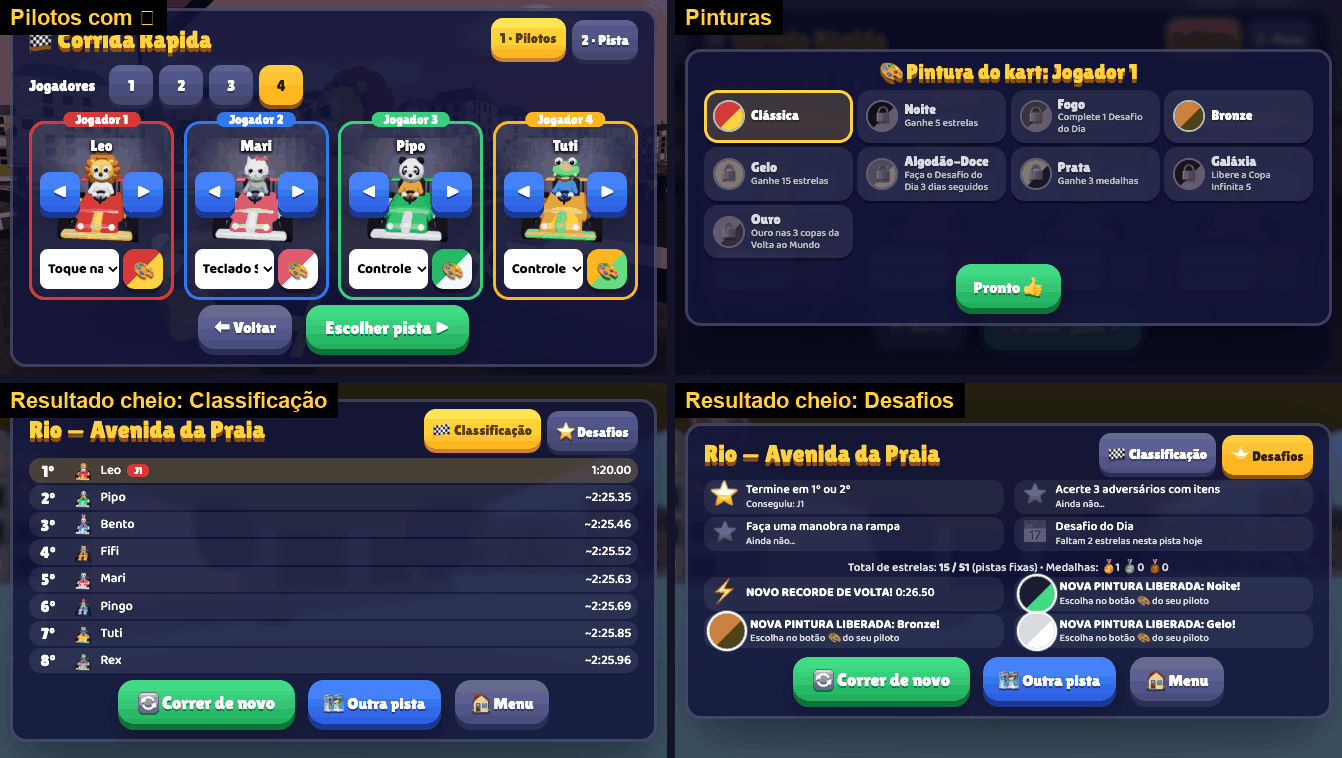 Pilotos com
Corrida Rápida
1 · Pilotos
2 · Pista
Jogadores
1
2
3
4
Jogador 1
Leo
Toque na
Jogador 2
Mari
Teclado S
Jogador 3
Pipo
Controle
Jogador 4
Tuti
Controle
Voltar
Escolher pista
Pinturas
Pintura do kart: Jogador 1
Clássica
Noite
Ganhe 5 estrelas
Fogo
Complete 1 Desafio
do Dia
Bronze
Gelo
Ganhe 15 estrelas
Algodão-Doce
Faça o Desafio do
Dia 3 dias seguidos
Prata
Ganhe 3 medalhas
Galáxia
Libere a Copa
Infinita 5
Ouro
Ouro nas 3 copas da
Volta ao Mundo
Pronto
Resultado cheio: Classificação
Rio — Avenida da Praia
Classificação
Desafios
1º Leo J1 1:20.00
2º Pipo ~2:25.35
3º Bento ~2:25.46
4º Fifi ~2:25.52
5º Mari ~2:25.63
6º Pingo ~2:25.69
7º Tuti ~2:25.85
8º Rex ~2:25.96
Correr de novo
Outra pista
Menu
Resultado cheio: Desafios
Rio — Avenida da Praia
Classificação
Desafios
Termine em 1º ou 2º
Conseguiu: J1
Acerte 3 adversários com itens
Ainda não...
Faça uma manobra na rampa
Ainda não...
17
Desafio do Dia
Faltam 2 estrelas nesta pista hoje
Total de estrelas: 15 / 51 (pistas fixas) • Medalhas: 1 0 0
NOVO RECORDE DE VOLTA! 0:26.50
NOVA PINTURA LIBERADA: Noite!
Escolha no botão do seu piloto
NOVA PINTURA LIBERADA: Bronze!
Escolha no botão do seu piloto
NOVA PINTURA LIBERADA: Gelo!
Escolha no botão do seu piloto
Correr de novo
Outra pista
Menu